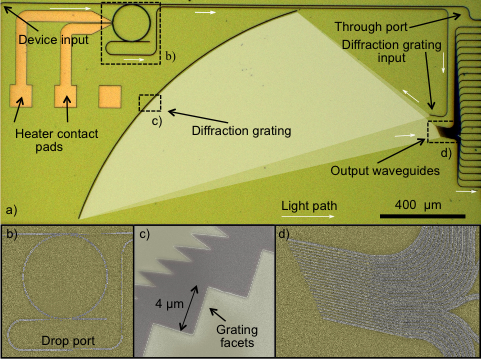 Through port
Device input
Diffraction grating
input
b)
c)
Heater contact
pads
Diffraction grating
d)
Output waveguides
a)
Light path
400 µm
b)
c)
d)
4 µm
Grating
facets
Drop port